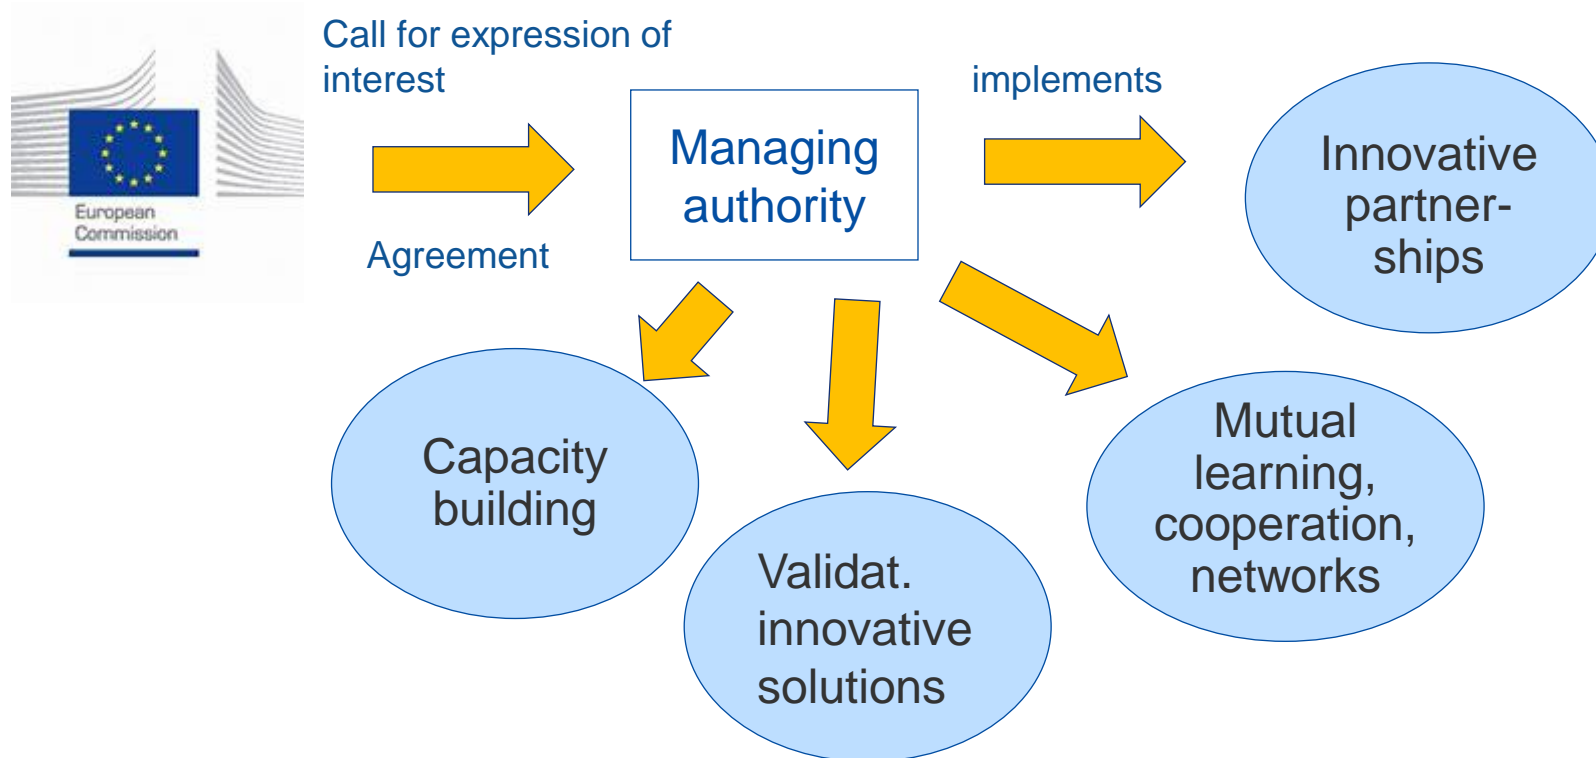 Call for expression of
interest
European
Commission
Agreement
Managing
authority
implements
Innovative
partner-
ships
Capacity
building
Validat.
innovative
solutions
Mutual
learning,
cooperation,
networks